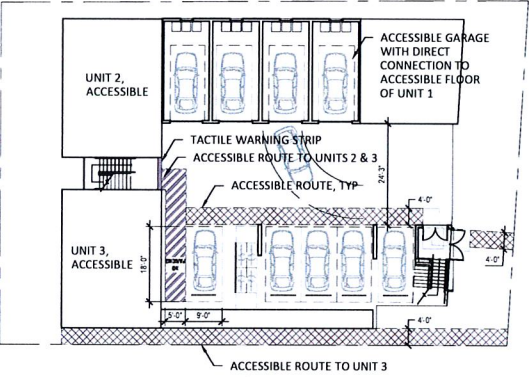 ACCESSIBLE GARAGE
WITH DIRECT
CONNECTION TO
ACCESSIBLE FLOOR
OF UNIT 1
UNIT 2,
ACCESSIBLE
TACTILE WARNING STRIP
ACCESSIBLE ROUTE TO UNITS 2 & 3
ACCESSIBLE ROUTE, TYP
24'-3"
4'-0"
UNIT 3,
ACCESSIBLE
18'-0"
NO
PARKING
4'-0"
5'-0"
9'-0"
4'-0"
ACCESSIBLE ROUTE TO UNIT 3